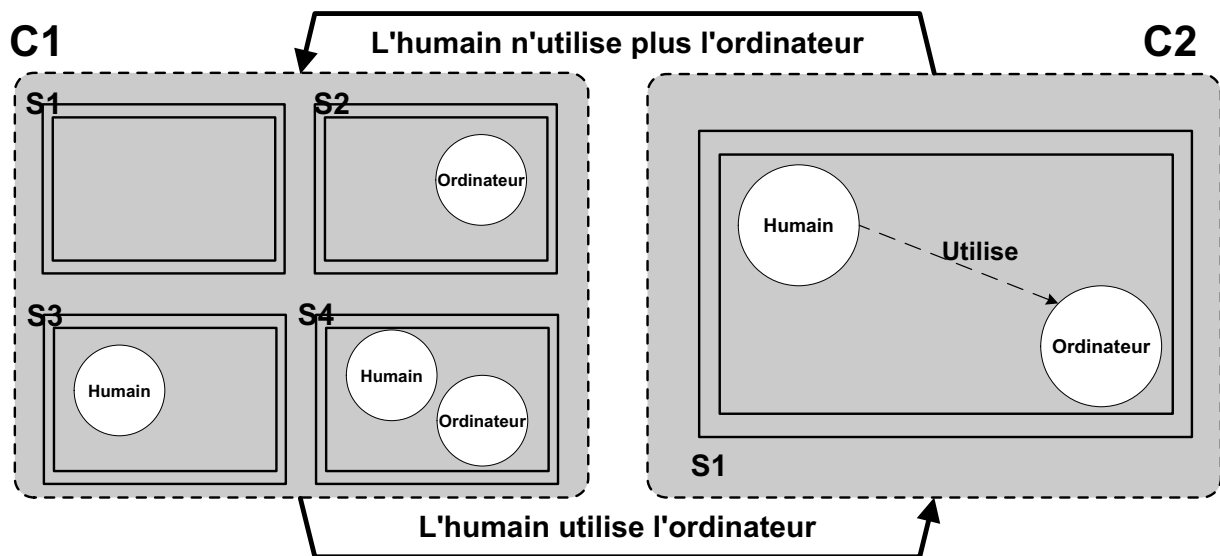 C1
L'humain n'utilise plus l'ordinateur
C2
S1
S2
Ordinateur
S3
Humain
S4
Humain
Ordinateur
Humain
Utilise
Ordinateur
S1
L'humain utilise l'ordinateur